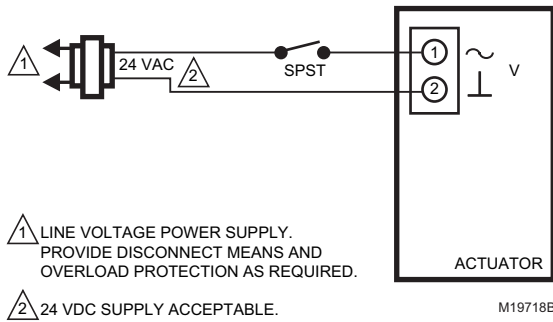 1
24 VAC
2
SPST
1
2
V
1 LINE VOLTAGE POWER SUPPLY.
PROVIDE DISCONNECT MEANS AND
OVERLOAD PROTECTION AS REQUIRED.
ACTUATOR
2 24 VDC SUPPLY ACCEPTABLE.
M19718B